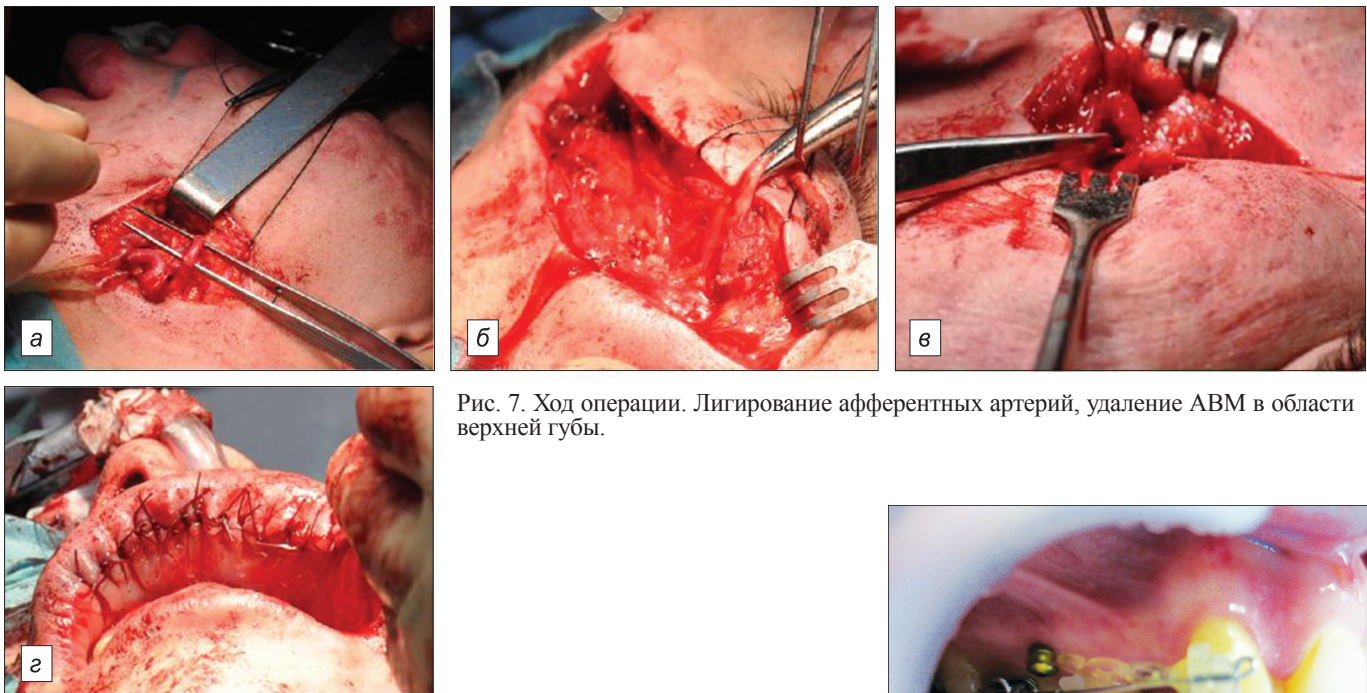 а
б
в
Рис. 7. Ход операции. Лигирование афферентных артерий, удаление АВМ в области
верхней губы.
г